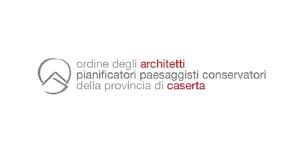 ordine degli architetti
pianificatori paesaggisti conservatori
della provincia di caserta